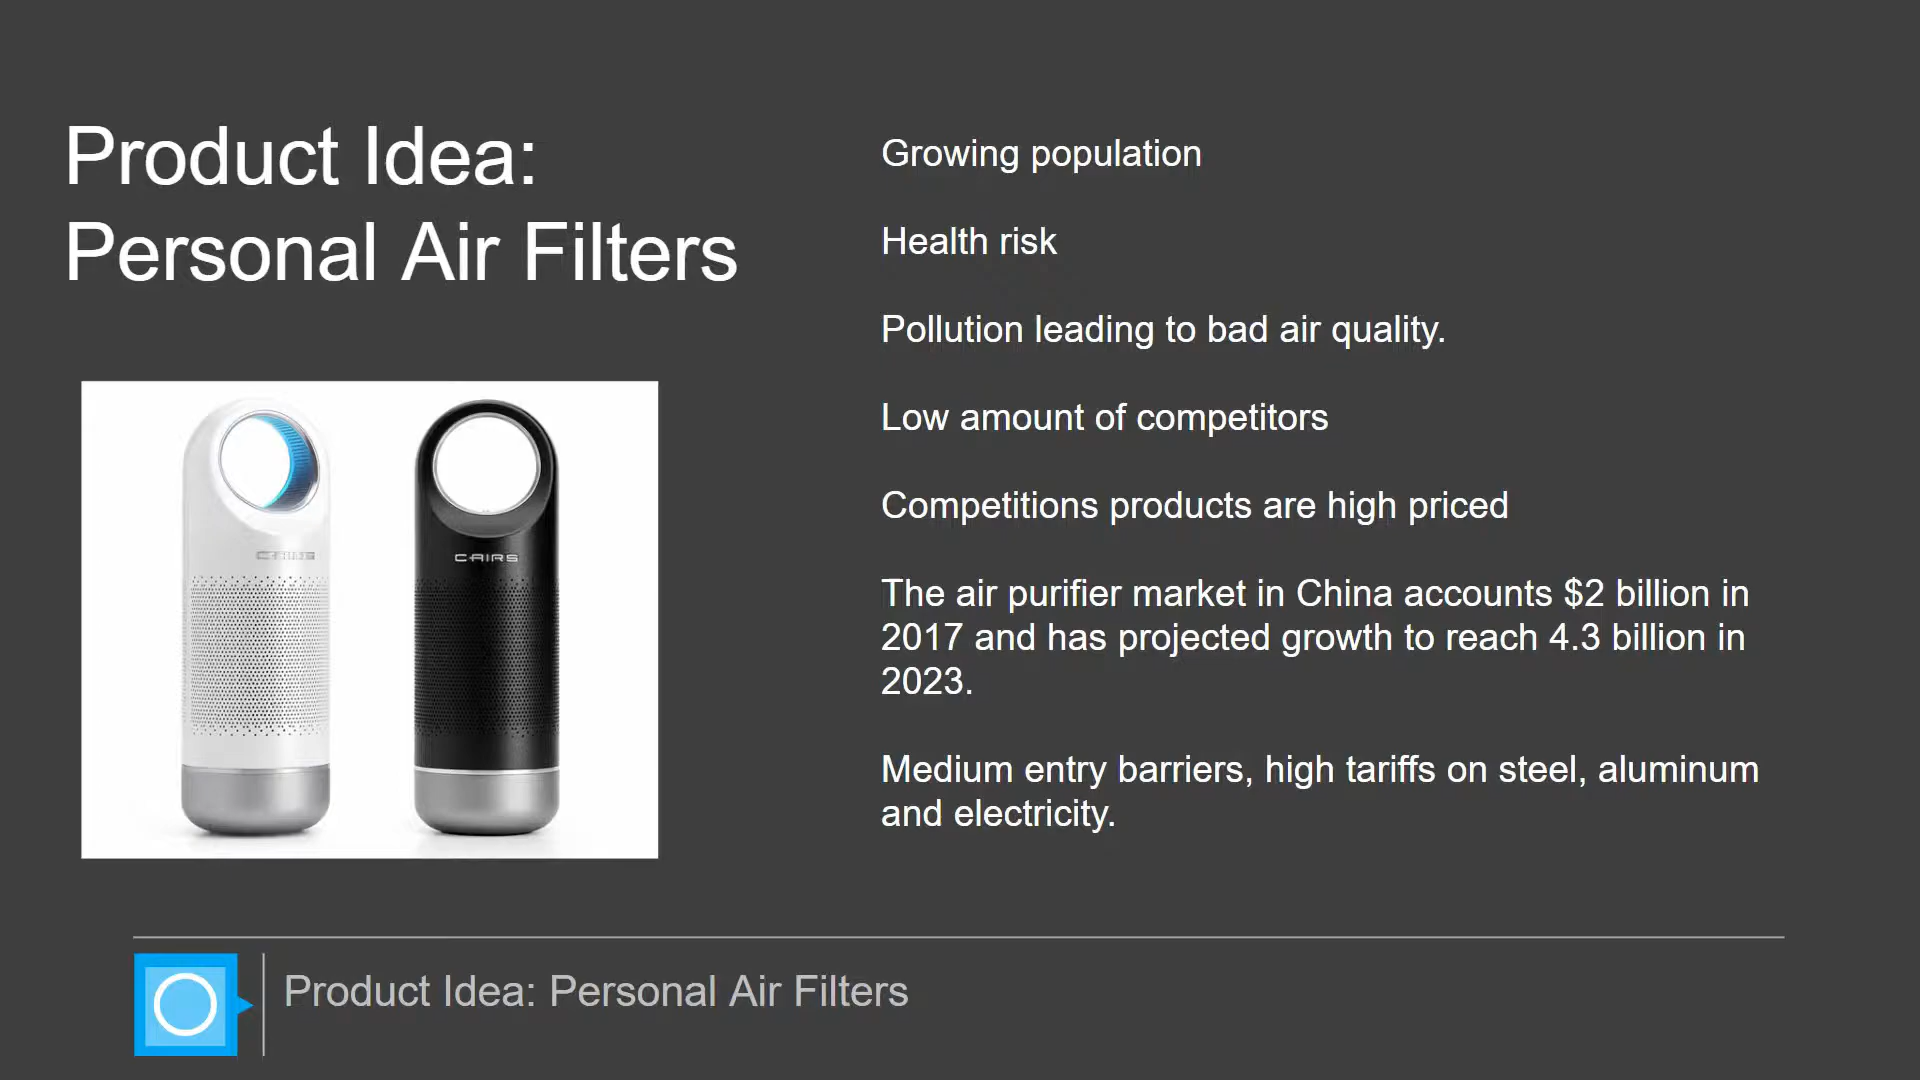 Product Idea:
Personal Air Filters
Growing population
Health risk
Pollution leading to bad air quality.
Low amount of competitors
Competitions products are high priced
The air purifier market in China accounts $2 billion in
2017 and has projected growth to reach 4.3 billion in
2023.
Medium entry barriers, high tariffs on steel, aluminum
and electricity.
CAIRS
CAIRS
Product Idea: Personal Air Filters